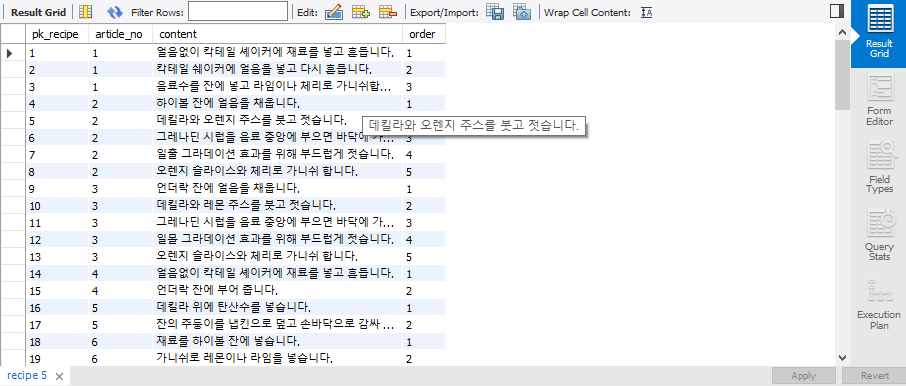 Result Grid Filter Rows: Edit: Export/Import: Wrap Cell Content: IA
pk_recipe article_no content order
1 1 얼음없이 칵테일 셰이커에 재료를 넣고 흔듭니다. 1
2 1 칵테일 쉐이커에 얼음을 넣고 다시 흔듭니다. 2
3 1 음료수를 잔에 넣고 라임이나 체리로 가니쉬합... 3
4 2 하이볼 잔에 얼음을 채웁니다. 1
5 2 데킬라와 오렌지 주스를 붓고 젓습니다.
데킬라와 오렌지 주스를 붓고 젓습니다.
6 2 그레나딘 시럽을 음료 중앙에 부으면 바닥에 가... 3
7 2 일출 그라데이션 효과를 위해 부드럽게 젓습니다. 4
8 2 오렌지 슬라이스와 체리로 가니쉬 합니다. 5
9 3 언더락 잔에 얼음을 채웁니다. 1
10 3 데킬라와 레몬 주스를 붓고 젓습니다. 2
11 3 그레나딘 시럽을 음료 중앙에 부으면 바닥에 가... 3
12 3 일몰 그라데이션 효과를 위해 부드럽게 젓습니다. 4
13 3 오렌지 슬라이스와 체리로 가니쉬 합니다. 5
14 4 얼음없이 칵테일 셰이커에 재료를 넣고 흔듭니다. 1
15 4 언더락 잔에 부어 줍니다. 2
16 5 데킬라 위에 탄산수를 넣습니다. 1
17 5 잔의 주둥이를 냅킨으로 덮고 손바닥으로 감싸 ... 2
18 6 재료를 하이볼 잔에 넣습니다. 1
19 6 가니쉬로 레몬이나 라임을 넣습니다. 2
Result
Grid
Form
Editor
Field
Types
Query
Stats
Execution
Plan
recipe 5 Apply Revert